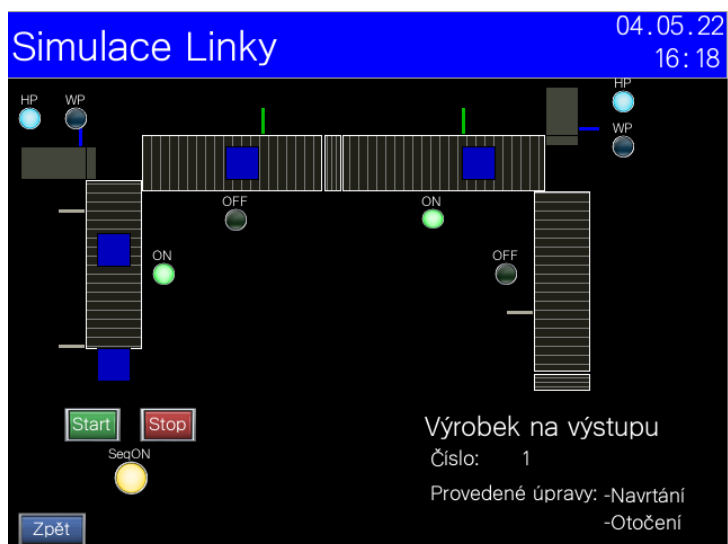 Simulace Linky
04.05.22
16:18
HP
WP
HP
WP
OFF
ON
ON
OFF
Start
Stop
SeqON
Výrobek na výstupu
Číslo: 1
Provedené úpravy: -Navrtání
-Otočení
Zpět